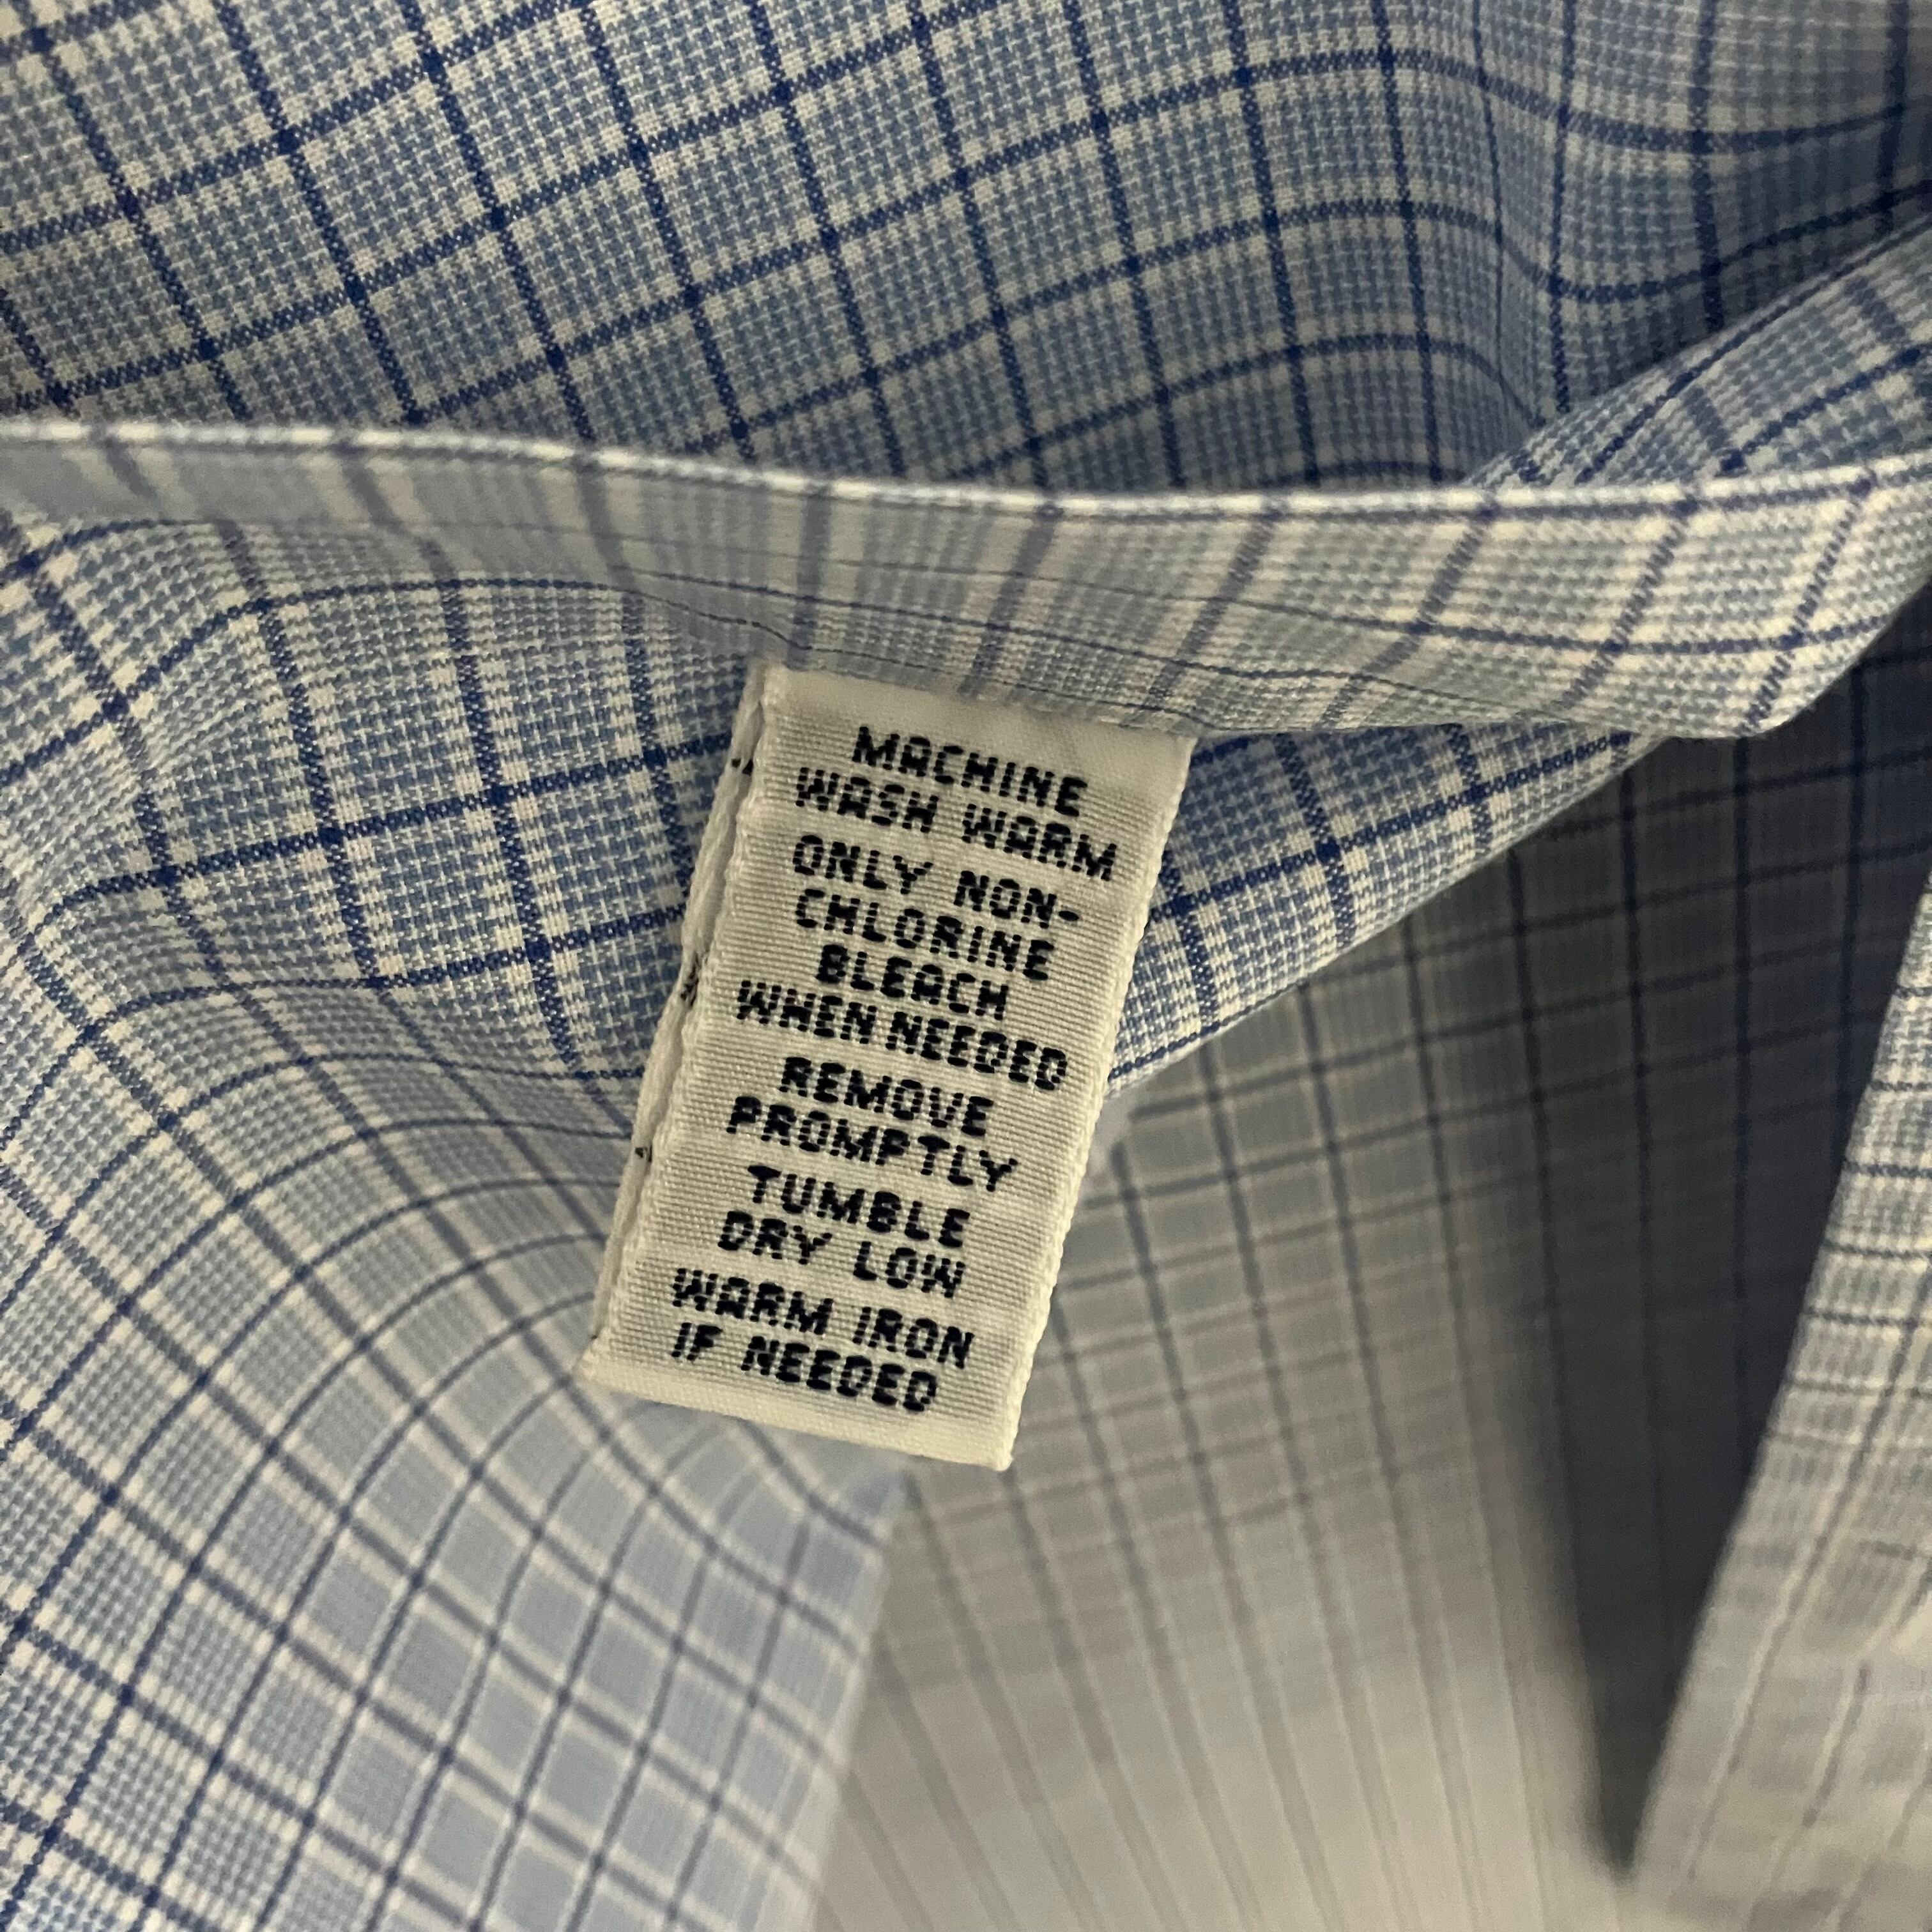 MACHINE
WASH WARM
ONLY NON-
CHLORINE
BLEACH
WHEN NEEDED
REMOVE
PROMPTLY
TUMBLE
DRY LOW
WARM IRON
IF NEEDED